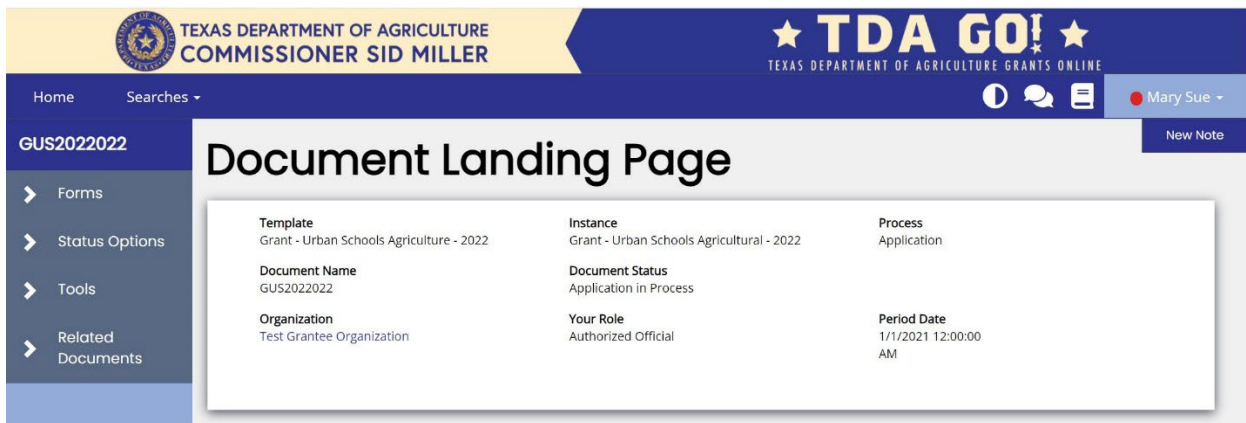 TEXAS DEPARTMENT OF AGRICULTURE
COMMISSIONER SID MILLER
TDA GO!
TEXAS DEPARTMENT OF AGRICULTURE GRANTS ONLINE
Home Searches
Mary Sue
GUS2022022
New Note
Document Landing Page
Forms
Status Options
Tools
Related
Documents
Template Instance Process
Grant - Urban Schools Agriculture - 2022 Grant - Urban Schools Agricultural - 2022 Application
Document Name Document Status
GUS2022022 Application in Process
Organization Your Role Period Date
Test Grantee Organization Authorized Official 1/1/2021 12:00:00
AM